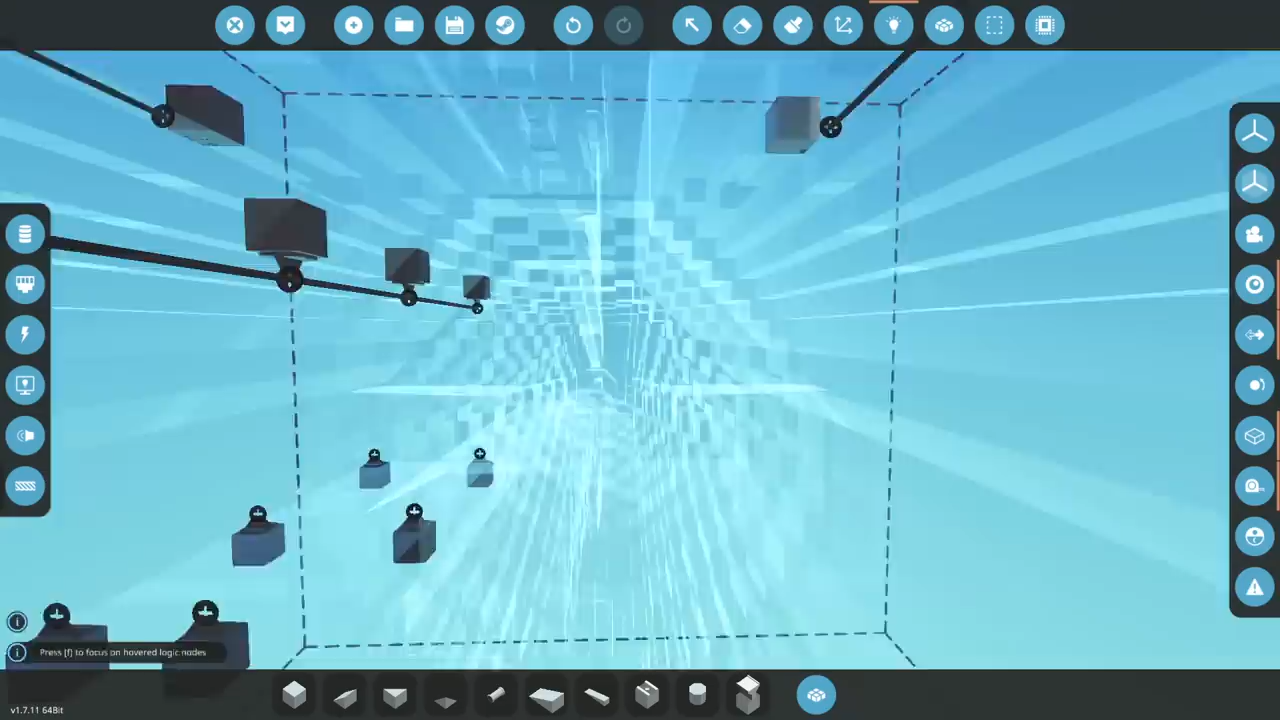 Press [f] to focus on hovered logic nodes
v1.7.11 64Bit